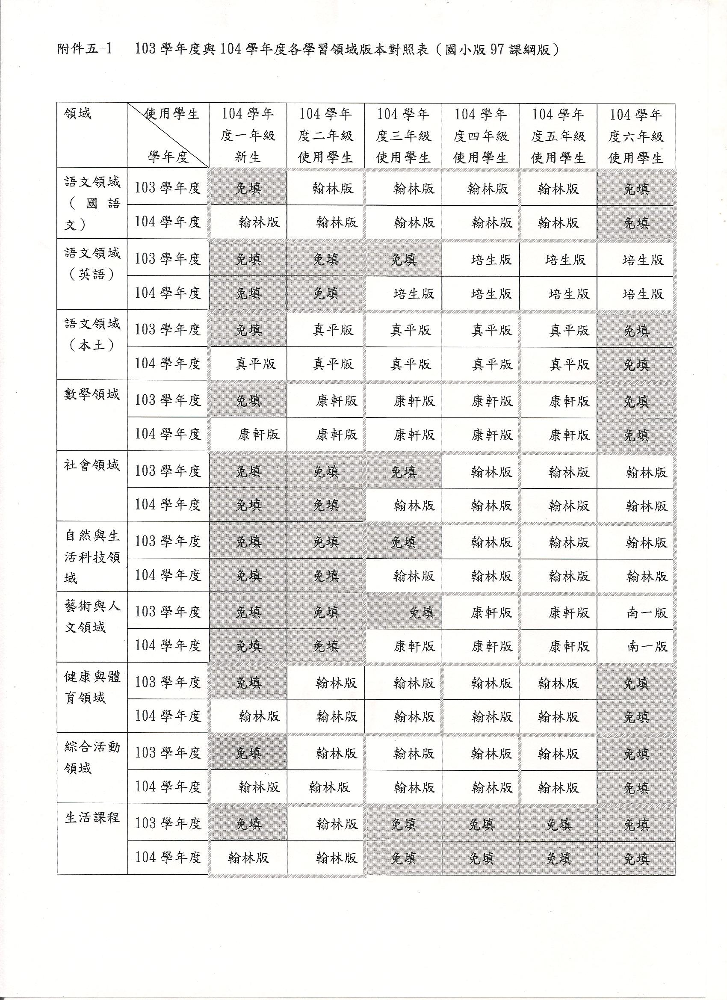 附件五-1 103學年度與104學年度各學習領域版本對照表（國小版97課綱版）
領域 使用學生 104學年 104學年 104學年 104學年 104學年 104學年
度一年級 度二年級 度三年級 度四年級 度五年級 度六年級
學年度 新生 使用學生 使用學生 使用學生 使用學生 使用學生
語文領域 103學年度 免填 翰林版 翰林版 翰林版 翰林版 免填
（國語
文） 104學年度 翰林版 翰林版 翰林版 翰林版 翰林版 免填
語文領域 103學年度 免填 免填 免填 培生版 培生版 培生版
（英語）
104學年度 免填 免填 培生版 培生版 培生版 培生版
語文領域 103學年度 免填 真平版 真平版 真平版 真平版 免填
（本土）
104學年度 真平版 真平版 真平版 真平版 真平版 免填
數學領域 103學年度 免填 康軒版 康軒版 康軒版 康軒版 免填
104學年度 康軒版 康軒版 康軒版 康軒版 康軒版 免填
社會領域 103學年度 免填 免填 免填 翰林版 翰林版 翰林版
104學年度 免填 免填 翰林版 翰林版 翰林版 翰林版
自然與生 103學年度 免填 免填 免填 翰林版 翰林版 翰林版
活科技領
域 104學年度 免填 免填 翰林版 翰林版 翰林版 翰林版
藝術與人 103學年度 免填 免填 免填 康軒版 康軒版 南一版
文領域
104學年度 免填 免填 康軒版 康軒版 康軒版 南一版
健康與體 103學年度 免填 翰林版 翰林版 翰林版 翰林版 免填
育領域
104學年度 翰林版 翰林版 翰林版 翰林版 翰林版 免填
綜合活動 103學年度 免填 翰林版 翰林版 翰林版 翰林版 免填
領域
104學年度 翰林版 翰林版 翰林版 翰林版 翰林版 免填
生活課程 103學年度 免填 翰林版 免填 免填 免填 免填
104學年度 翰林版 翰林版 免填 免填 免填 免填